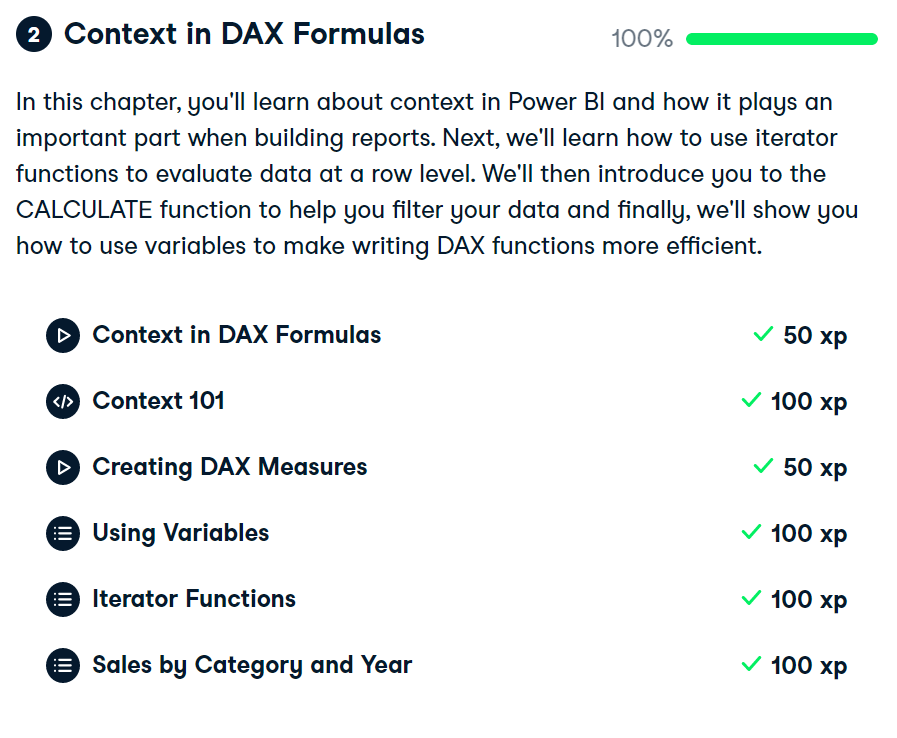 2 Context in DAX Formulas 100%
In this chapter, you'll learn about context in Power BI and how it plays an
important part when building reports. Next, we'll learn how to use iterator
functions to evaluate data at a row level. We'll then introduce you to the
CALCULATE function to help you filter your data and finally, we'll show you
how to use variables to make writing DAX functions more efficient.
Context in DAX Formulas 50 xp
Context 101 100 xp
Creating DAX Measures 50 xp
Using Variables 100 xp
Iterator Functions 100 xp
Sales by Category and Year 100 xp